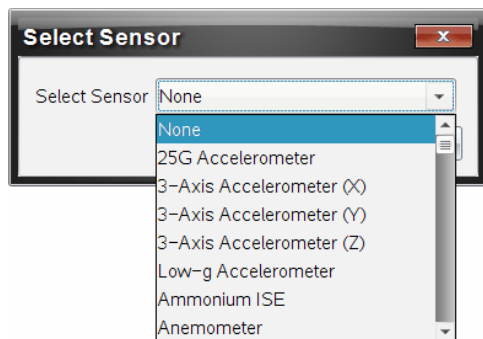 Select Sensor
Select Sensor None
None
25G Accelerometer
3-Axis Accelerometer (X)
3-Axis Accelerometer (Y)
3-Axis Accelerometer (Z)
Low-g Accelerometer
Ammonium ISE
Anemometer